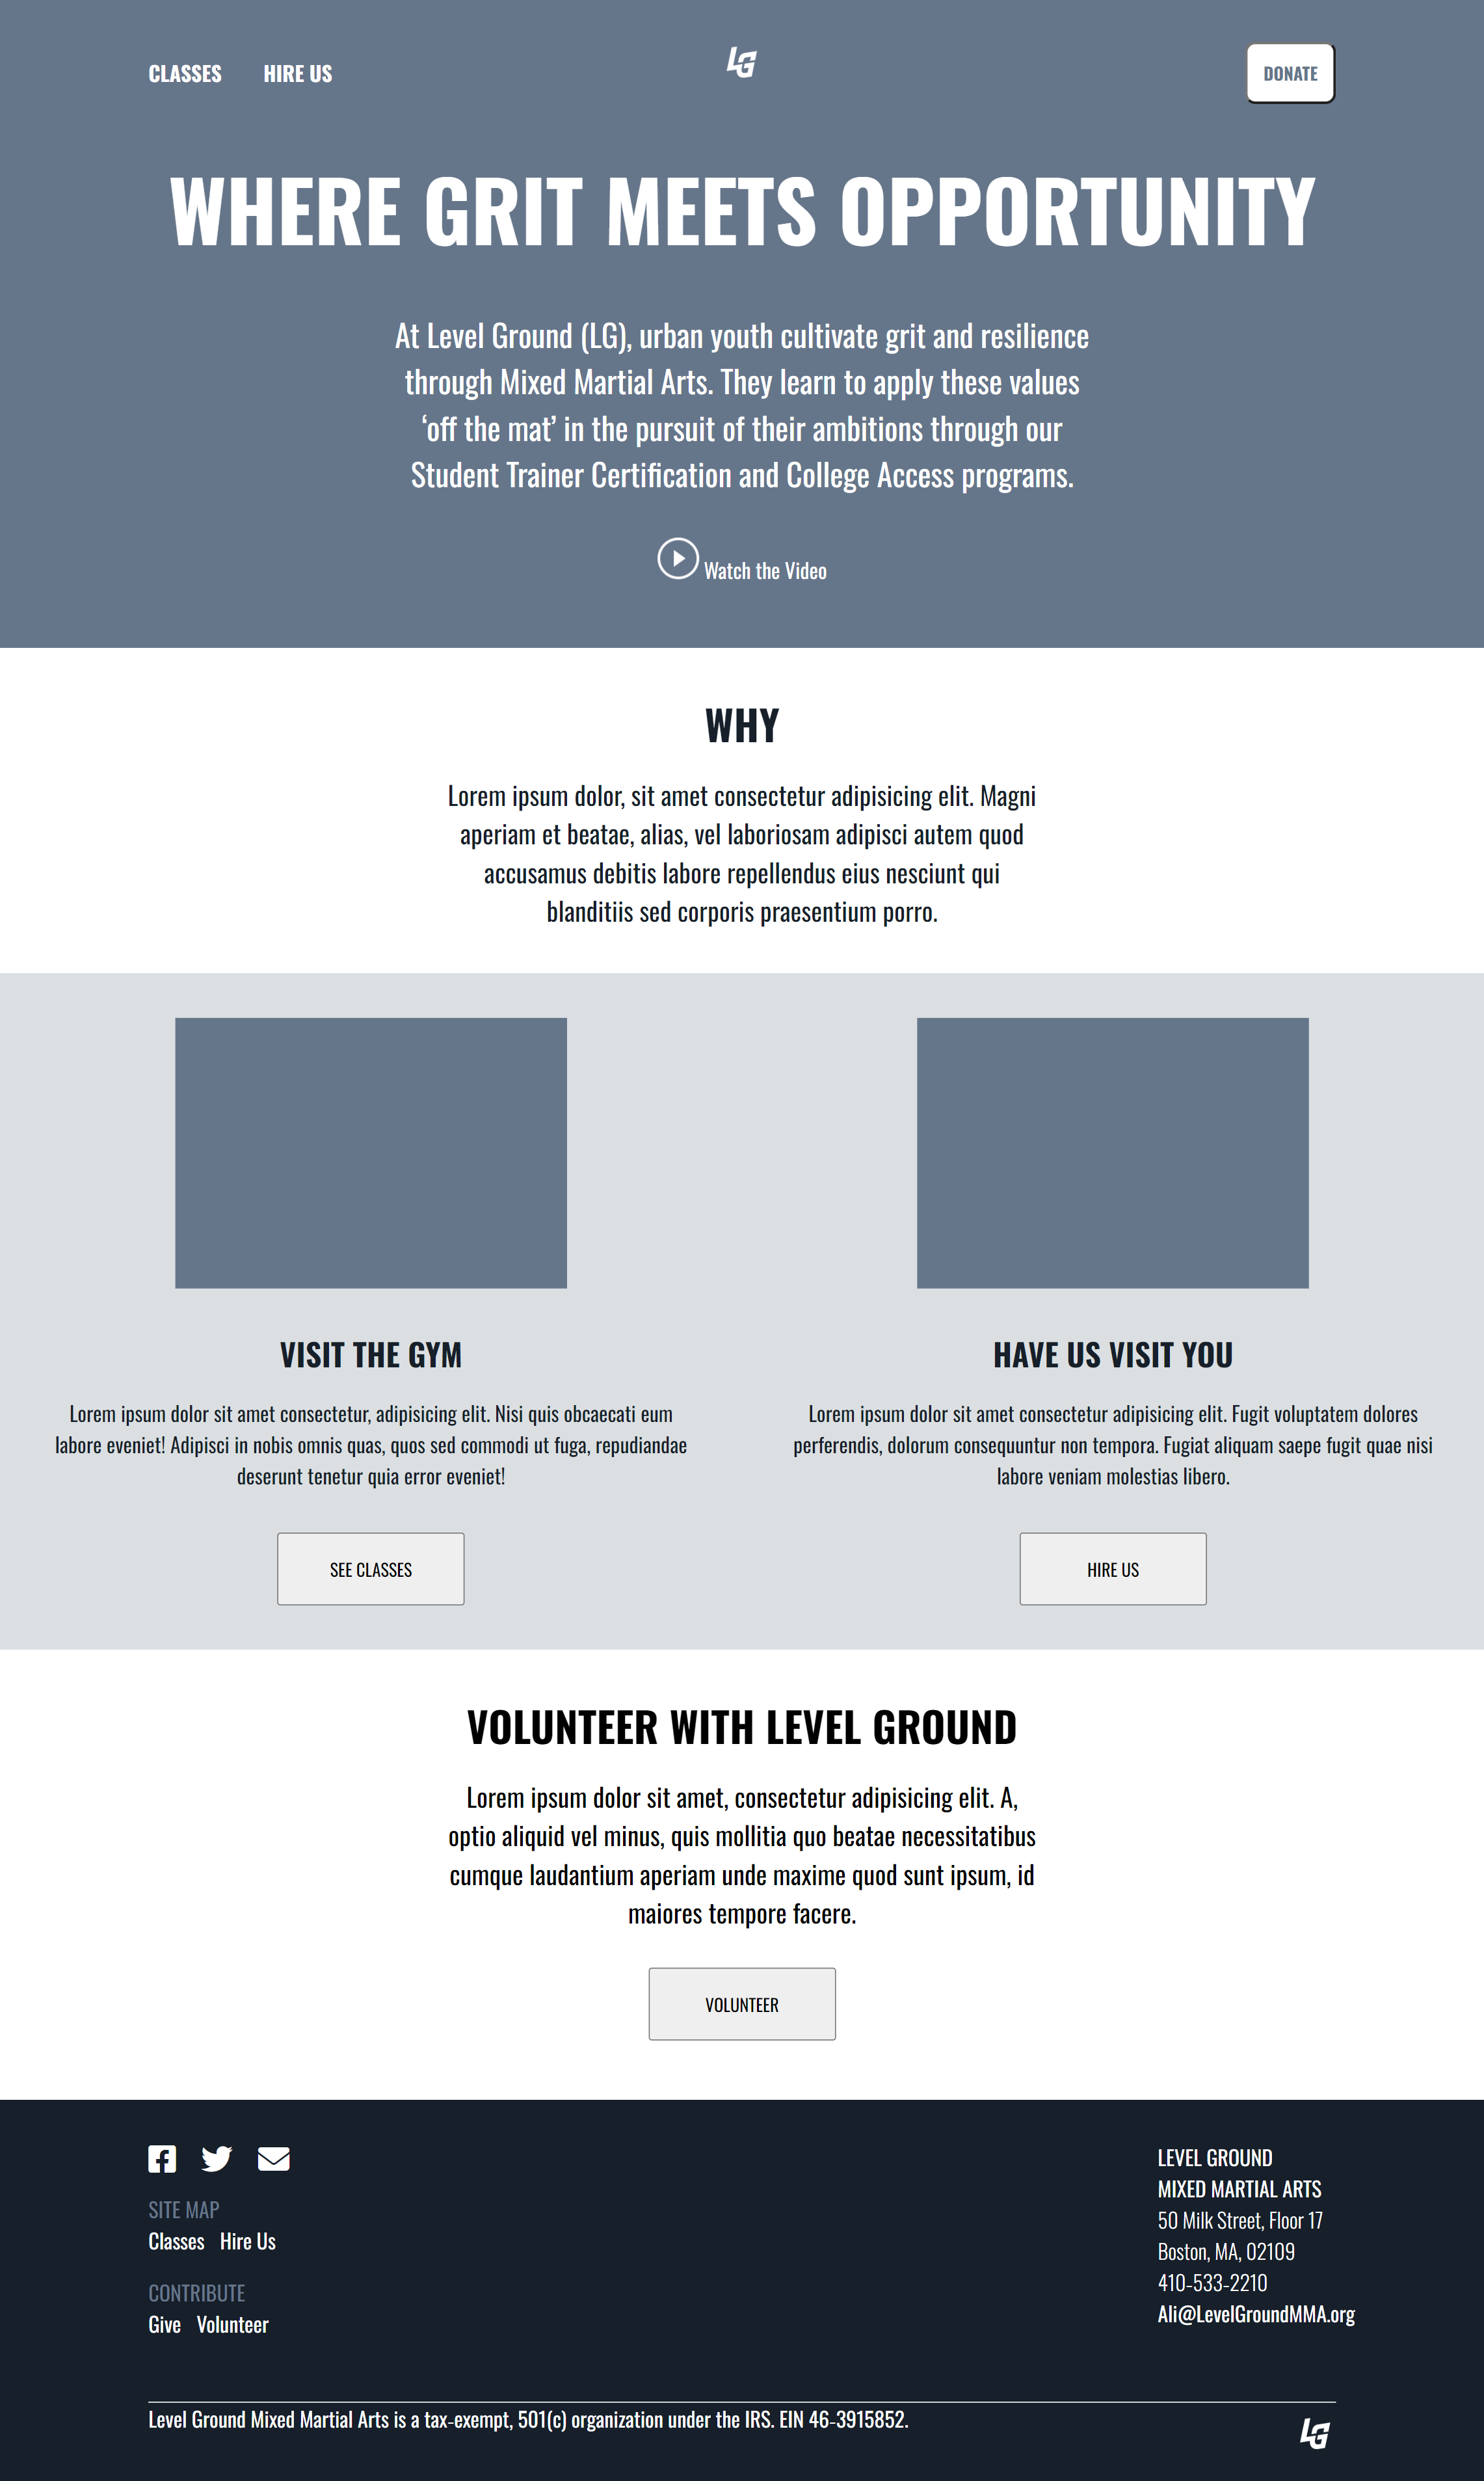 CLASSES HIRE US LG DONATE
WHERE GRIT MEETS OPPORTUNITY
At Level Ground (LG), urban youth cultivate grit and resilience
through Mixed Martial Arts. They learn to apply these values
‘off the mat’ in the pursuit of their ambitions through our
Student Trainer Certification and College Access programs.
Watch the Video
WHY
Lorem ipsum dolor, sit amet consectetur adipisicing elit. Magni
aperiam et beatae, alias, vel laboriosam adipisci autem quod
accusamus debitis labore repellendus eius nesciunt qui
blanditiis sed corporis praesentium porro.
VISIT THE GYM
Lorem ipsum dolor sit amet consectetur, adipisicing elit. Nisi quis obcaecati eum
labore eveniet! Adipisci in nobis omnis quas, quos sed commodi ut fuga, repudiandae
deserunt tenetur quia error eveniet!
SEE CLASSES
HAVE US VISIT YOU
Lorem ipsum dolor sit amet consectetur adipisicing elit. Fugit voluptatem dolores
perferendis, dolorum consequuntur non tempora. Fugiat aliquam saepe fugit quae nisi
labore veniam molestias libero.
HIRE US
VOLUNTEER WITH LEVEL GROUND
Lorem ipsum dolor sit amet, consectetur adipisicing elit. A,
optio aliquid vel minus, quis mollitia quo beatae necessitatibus
cumque laudantium aperiam unde maxime quod sunt ipsum, id
maiores tempore facere.
VOLUNTEER
SITE MAP
Classes Hire Us
CONTRIBUTE
Give Volunteer
LEVEL GROUND
MIXED MARTIAL ARTS
50 Milk Street, Floor 17
Boston, MA, 02109
410-533-2210
Ali@LevelGroundMMA.org
Level Ground Mixed Martial Arts is a tax-exempt, 501(c) organization under the IRS. EIN 46-3915852.
LG